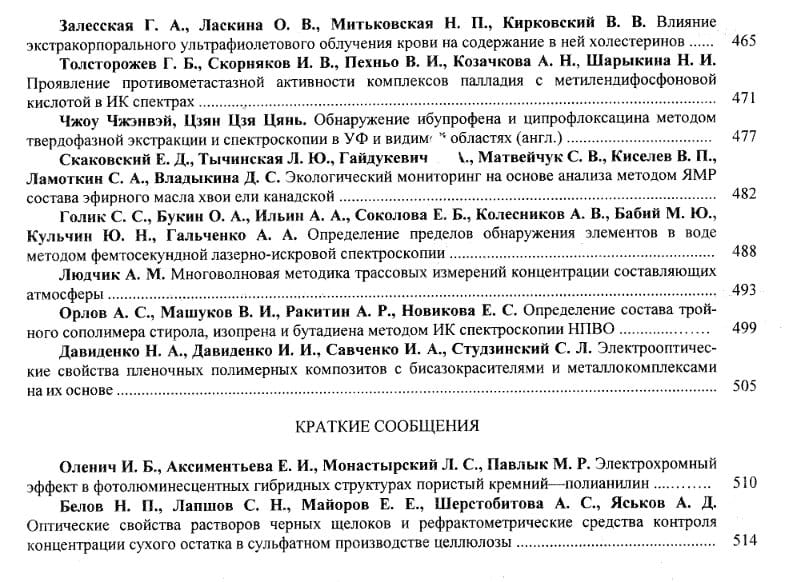 Залесская Г. А., Ласкина О. В., Митьковская Н. П., Кирковский В. В. Влияние
экстракорпорального ультрафиолетового облучения крови на содержание в ней холестеринов ...... 465
Толсторожев Г. Б., Скорняков И. В., Пехньо В. И., Козачкова А. Н., Шарыкина Н. И.
Проявление противометастазной активности комплексов палладия с метилендифосфоновой
кислотой в ИК спектрах ........ 471
Чжоу Чжэнвэй, Цзян Цзя Цянь. Обнаружение ибупрофена и ципрофлоксацина методом
твердофазной экстракции и спектроскопии в УФ и областях (англ.) ........ 477
Скаковский Е. Д., Тычинская Л. Ю., Гайдукевич А., Матвейчук С. В., Киселев В. П.,
Ламоткин С. А., Владыкина Д. С. Экологический мониторинг на основе анализа методом ЯМР
состава эфирного масла хвои ели канадской ........ 482
Голик С. С., Букин О. А., Ильин А. А., Соколова Е. Б., Колесников А. В., Бабий М. Ю.,
Кульчин Ю. Н., Гальченко А. А. Определение пределов обнаружения элементов в воде
методом фемтосекундной лазерно-искровой спектроскопии ........ 488
Людчик А. М. Многоволновая методика трассовых измерений концентрации составляющих
атмосферы ........ 493
Орлов А. С., Машуков В. И., Ракитин А. Р., Новикова Е. С. Определение состава трой-
ного сополимера стирола, изопрена и бутадиена методом ИК спектроскопии НПВО ........ 499
Давиденко Н. А., Давиденко И. И., Савченко И. А., Студзинский С. Л. Электрооптичес-
кие свойства пленочных полимерных композитов с бисазокрасителями и металлокомплексами
на их основе ........ 505
КРАТКИЕ СООБЩЕНИЯ
Оленич И. Б., Аксиментьева Е. И., Монастырский Л. С., Павлык М. Р. Электрохромный
эффект в фотолюминесцентных гибридных структурах пористый кремний—полианилин ........ 510
Белов Н. П., Лапшов С. Н., Майоров Е. Е., Шерстобитова А. С., Яськов А. Д.
Оптические свойства растворов черных щелоков и рефрактометрические средства контроля
концентрации сухого остатка в сульфатном производстве целлюлозы ........ 514